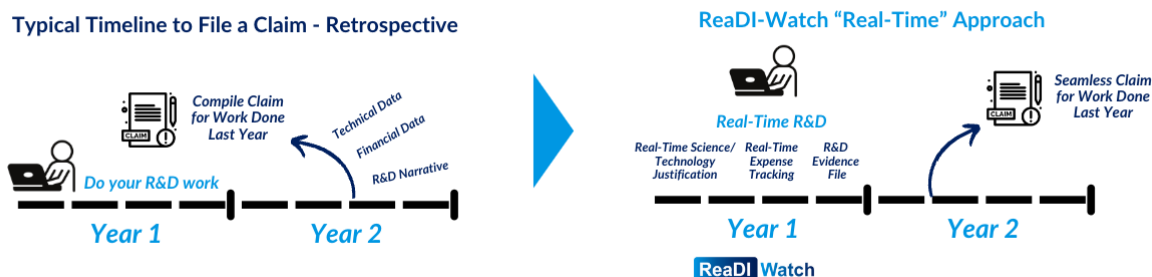 Typical Timeline to File a Claim - Retrospective
Compile Claim
for Work Done
Last Year
CLAIM
Technical Data
Financial Data
R&D Narrative
Do your R&D work
Year 1
Year 2
ReaDI-Watch “Real-Time” Approach
Real-Time R&D
Real-Time Science/
Technology
Justification
Real-Time
Expense
Tracking
R&D
Evidence
File
CLAIM
Seamless Claim
for Work Done
Last Year
Year 1
Year 2
ReaDI Watch